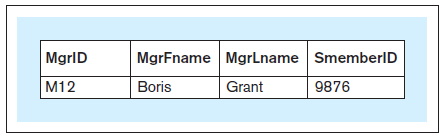 MgrID MgrFname MgrLname SmemberID
M12 Boris Grant 9876